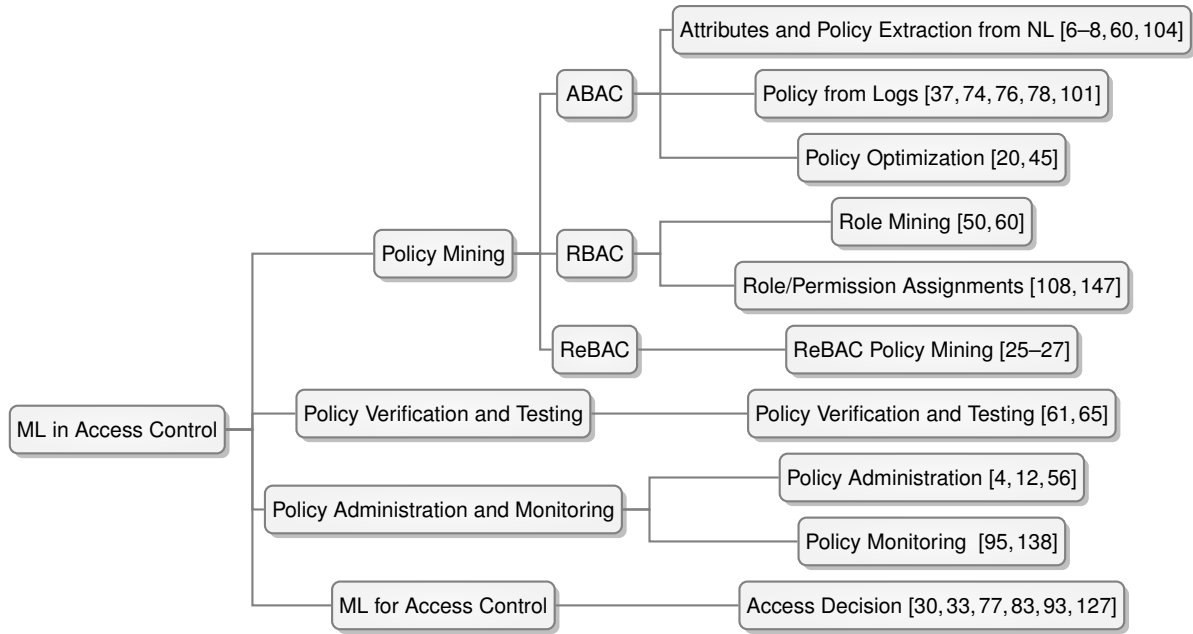 Attributes and Policy Extraction from NL [6–8, 60, 104]
ABAC
Policy from Logs [37, 74, 76, 78, 101]
Policy Optimization [20, 45]
Role Mining [50, 60]
Policy Mining
RBAC
Role/Permission Assignments [108, 147]
ReBAC
ReBAC Policy Mining [25–27]
ML in Access Control
Policy Verification and Testing
Policy Verification and Testing [61, 65]
Policy Administration [4, 12, 56]
Policy Administration and Monitoring
Policy Monitoring [95, 138]
ML for Access Control
Access Decision [30, 33, 77, 83, 93, 127]